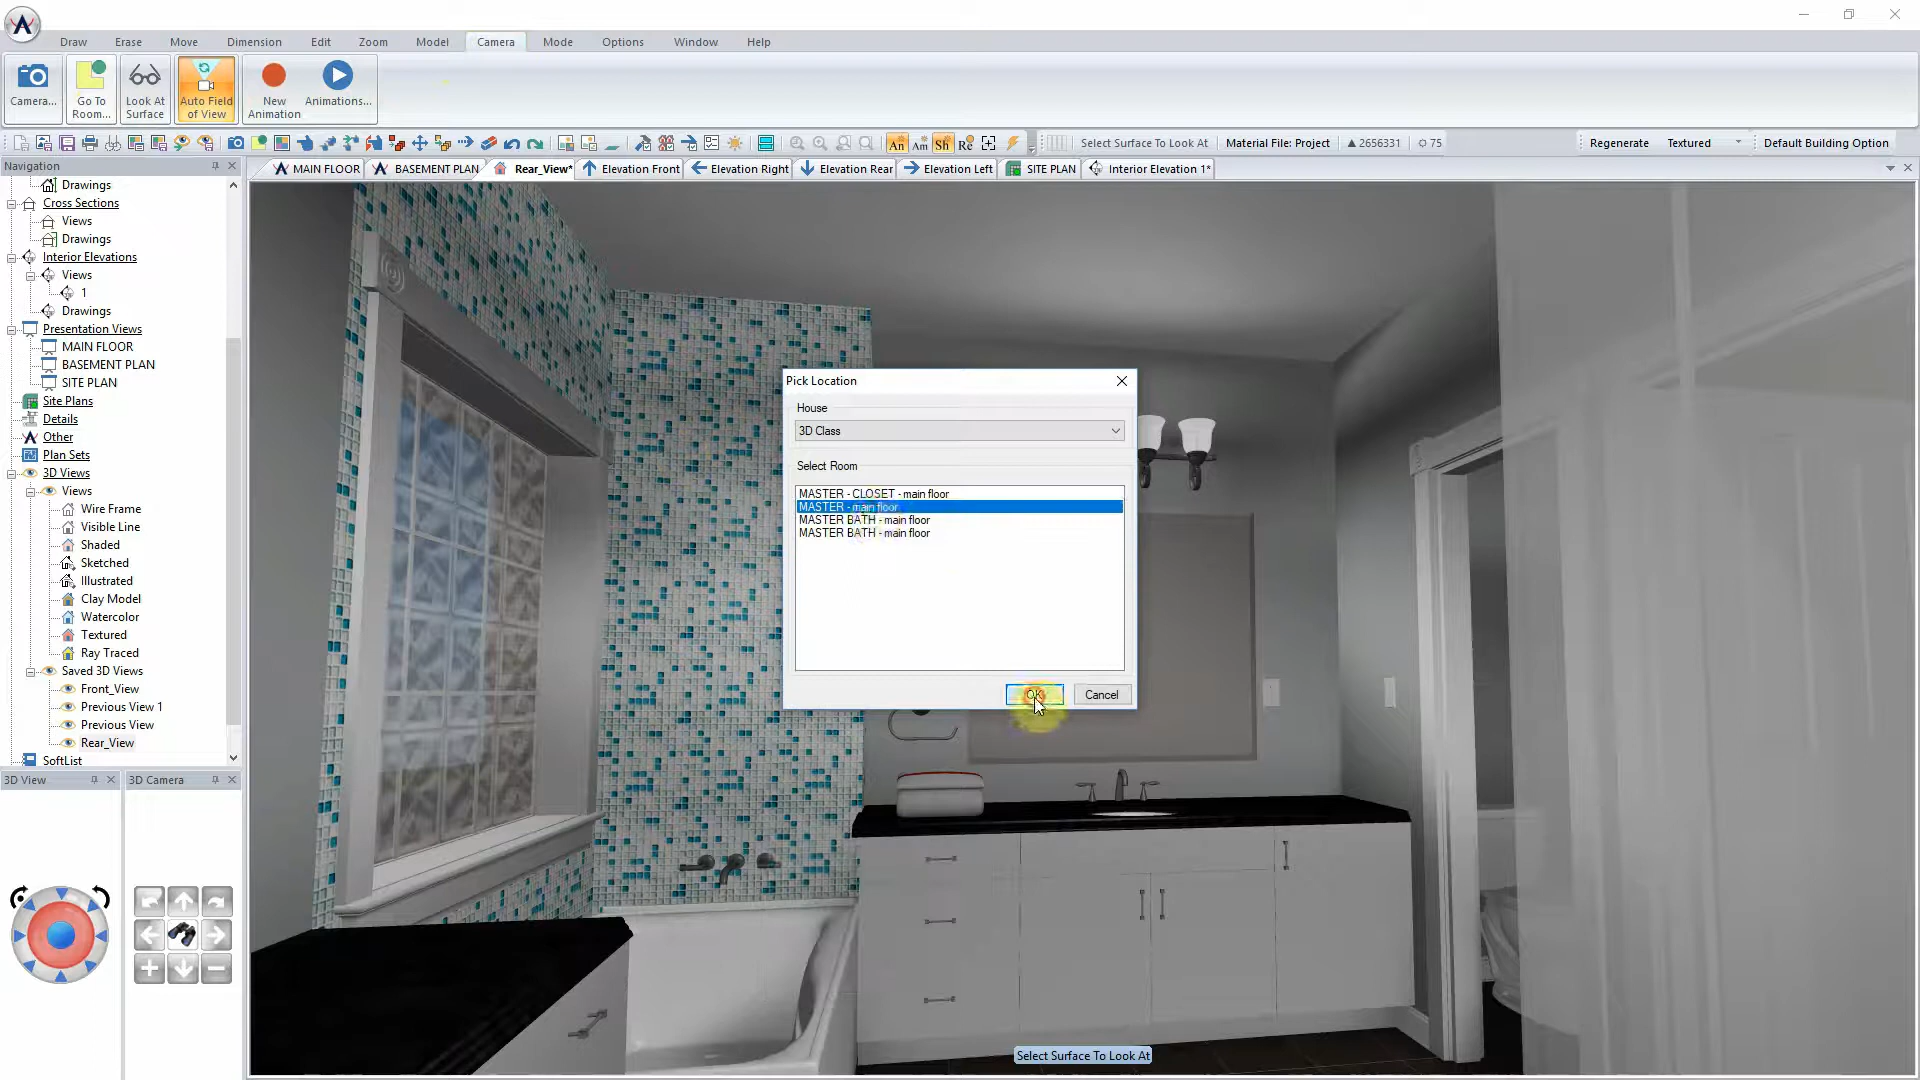 Draw Erase Move Dimension Edit Zoom Model Camera Mode Options Window Help
Camera... Go To Room... Look At Surface Auto Field of View New Animation Animations...
An Am Sh Re Select Surface To Look At Material File: Project 2656331 75 Regenerate Textured Default Building Option
Navigation
MAIN FLOOR BASEMENT PLAN Rear_View* Elevation Front Elevation Right Elevation Rear Elevation Left SITE PLAN Interior Elevation 1*
Drawings
Cross Sections
Views
Drawings
Interior Elevations
Views
1
Drawings
Presentation Views
MAIN FLOOR
BASEMENT PLAN
SITE PLAN
Site Plans
Details
Other
Plan Sets
3D Views
Views
Wire Frame
Visible Line
Shaded
Sketched
Illustrated
Clay Model
Watercolor
Textured
Ray Traced
Saved 3D Views
Front_View
Previous View 1
Previous View
Rear_View
SoftList
3D View 3D Camera
Pick Location
House
3D Class
Select Room
MASTER - CLOSET - main floor
MASTER - main floor
MASTER BATH - main floor
MASTER BATH - main floor
OK Cancel
Select Surface To Look At